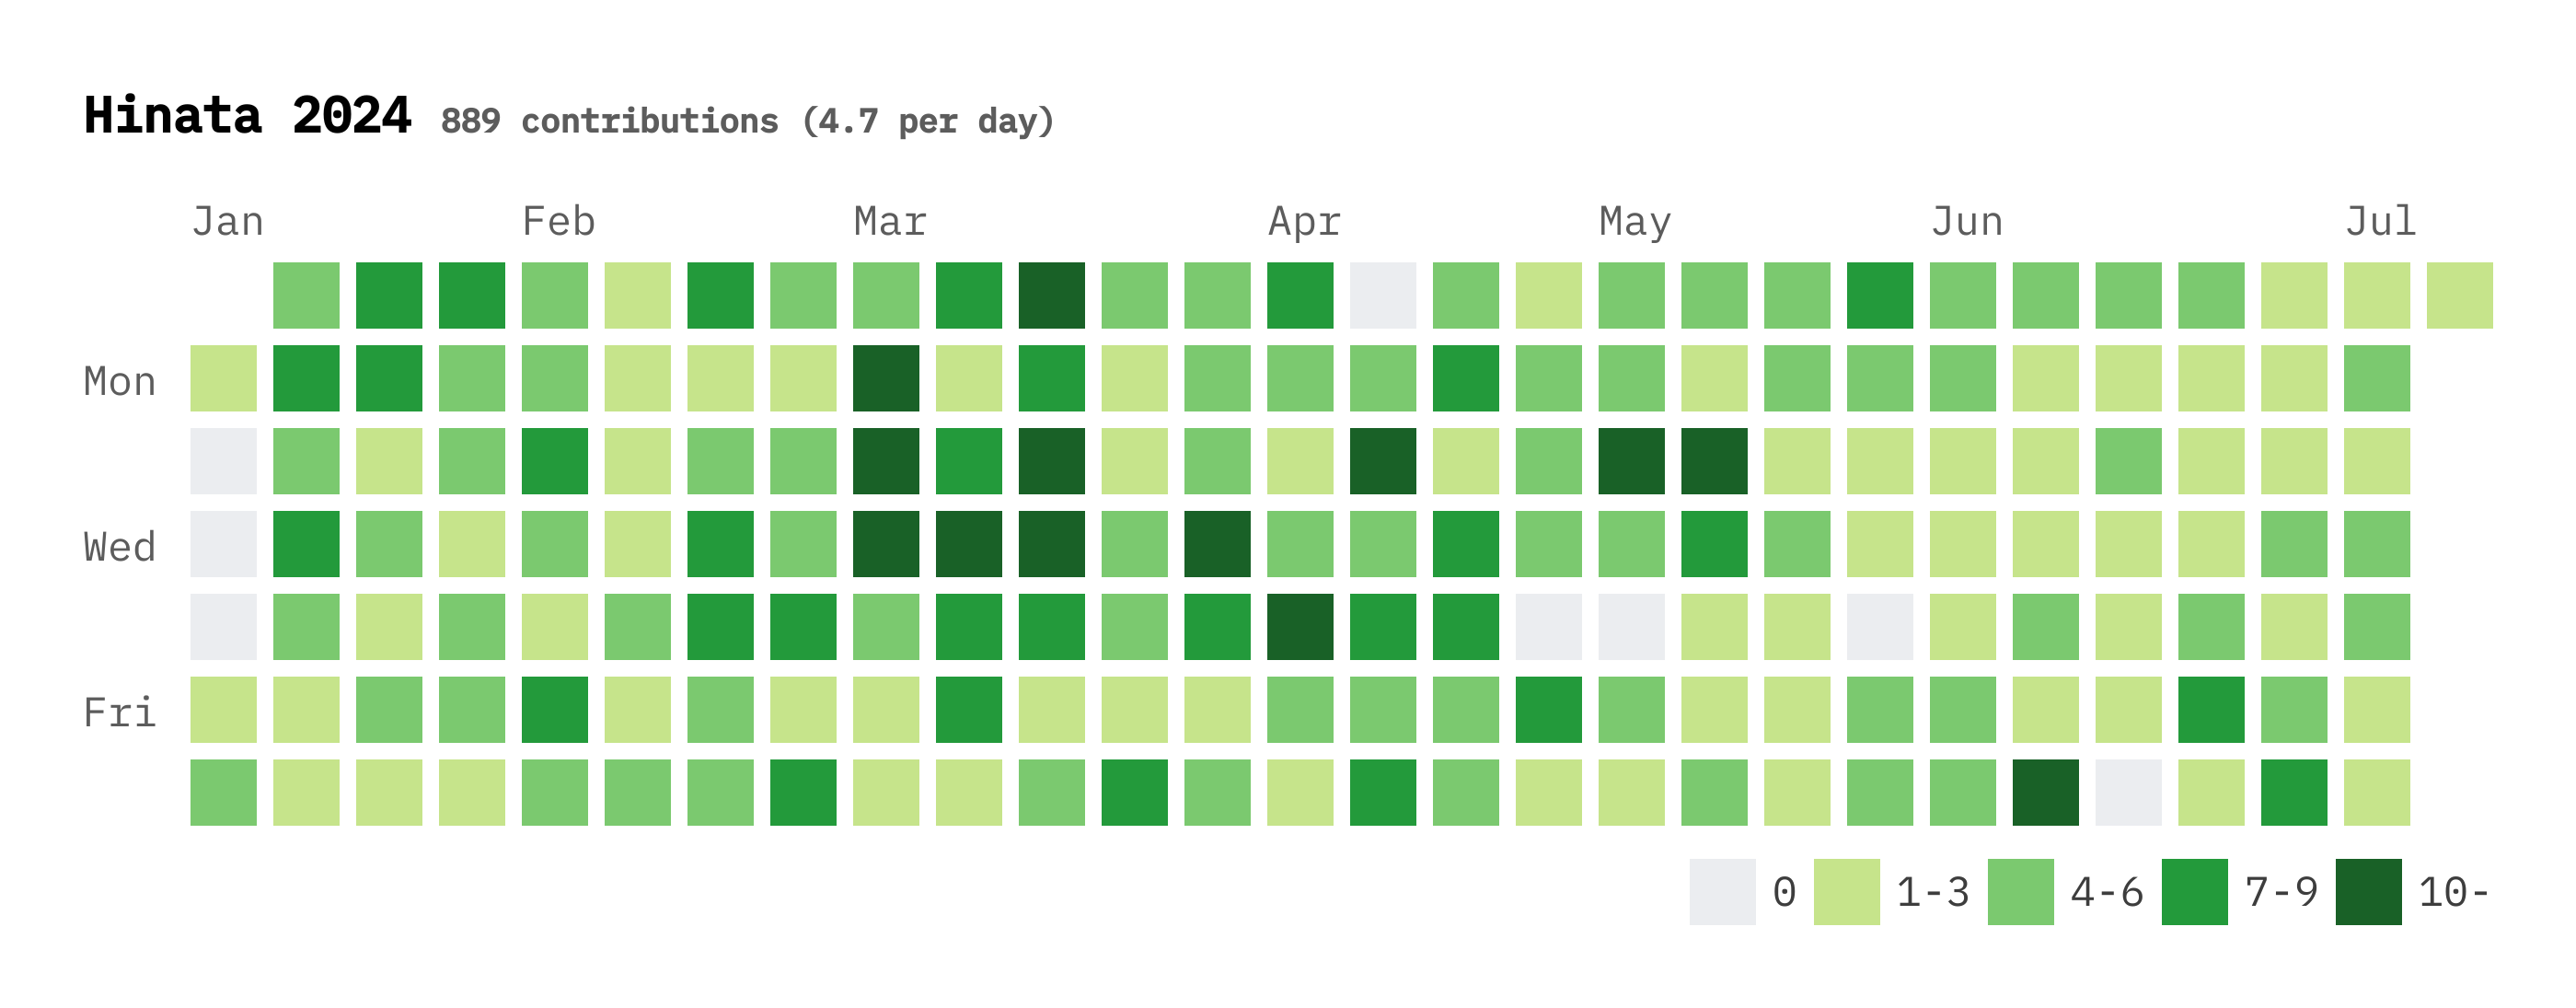 Hinata 2024 889 contributions (4.7 per day)
Jan Feb Mar Apr May Jun Jul
Mon
Wed
Fri
0 1-3 4-6 7-9 10-